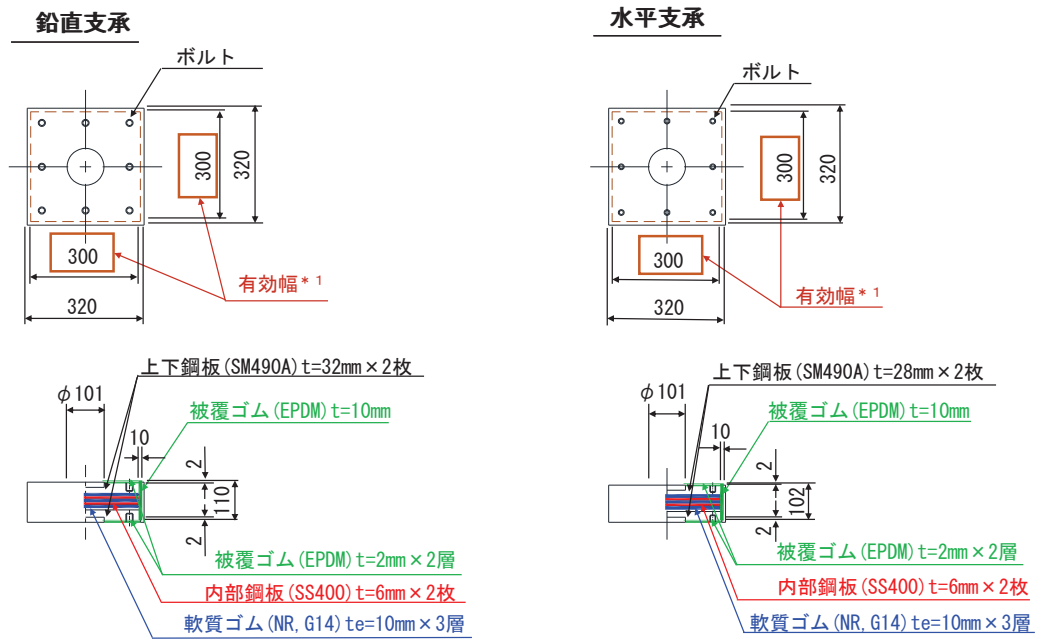 鉛直支承
ボルト
300
320
300
320
有効幅*1
上下鋼板(SM490A)t=32mm×2枚
φ101
被覆ゴム(EPDM)t=10mm
10
2
110
2
被覆ゴム(EPDM)t=2mm×2層
内部鋼板(SS400)t=6mm×2枚
軟質ゴム(NR,G14)te=10mm×3層
水平支承
ボルト
300
320
300
320
有効幅*1
上下鋼板(SM490A)t=28mm×2枚
φ101
被覆ゴム(EPDM)t=10mm
10
2
102
2
被覆ゴム(EPDM)t=2mm×2層
内部鋼板(SS400)t=6mm×2枚
軟質ゴム(NR,G14)te=10mm×3層